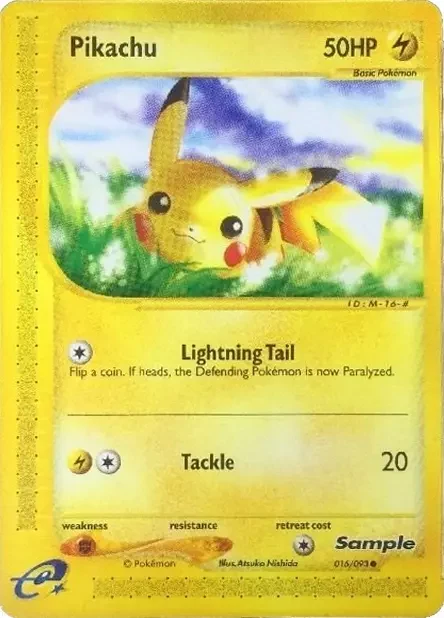 Pikachu 50HP
Basic Pokémon
ID: M-16-#
Lightning Tail
Flip a coin. If heads, the Defending Pokémon is now Paralyzed.
Tackle 20
weakness resistance retreat cost
Sample
© Pokémon Illus. Atsuko Nishida 016/093●
e